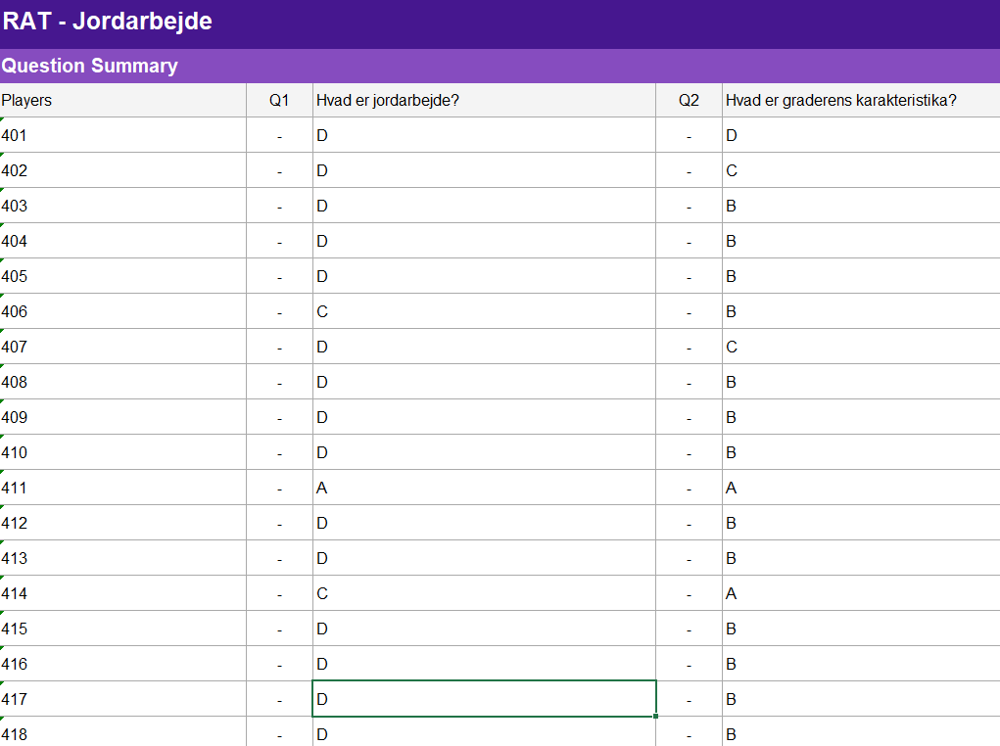 RAT - Jordarbejde
Question Summary
Players Q1 Hvad er jordarbejde? Q2 Hvad er graderens karakteristika?
401 - D - D
402 - D - C
403 - D - B
404 - D - B
405 - D - B
406 - C - B
407 - D - C
408 - D - B
409 - D - B
410 - D - B
411 - A - A
412 - D - B
413 - D - B
414 - C - A
415 - D - B
416 - D - B
417 - D - B
418 - D - B